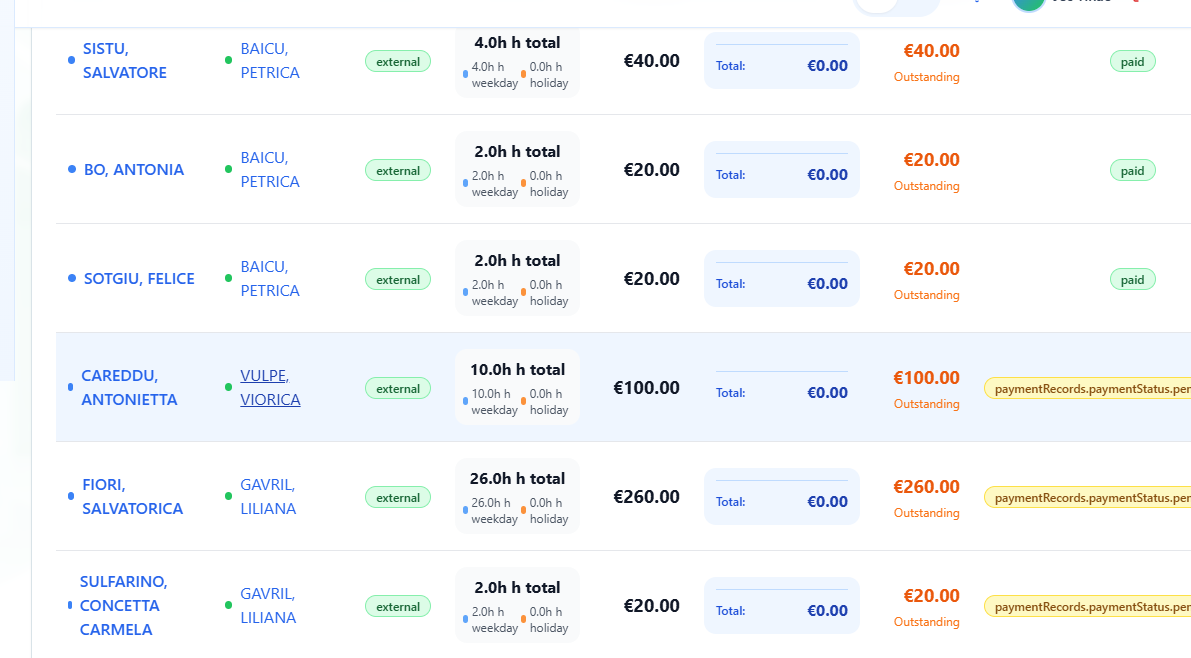 SISTU,
SALVATORE
BAICU,
PETRICA
external
4.0h h total
4.0h h
weekday
0.0h h
holiday
€40.00
Total:
€0.00
€40.00
Outstanding
paid
BO, ANTONIA
BAICU,
PETRICA
external
2.0h h total
2.0h h
weekday
0.0h h
holiday
€20.00
Total:
€0.00
€20.00
Outstanding
paid
SOTGIU, FELICE
BAICU,
PETRICA
external
2.0h h total
2.0h h
weekday
0.0h h
holiday
€20.00
Total:
€0.00
€20.00
Outstanding
paid
CAREDDU,
ANTONIETTA
VULPE,
VIORICA
external
10.0h h total
10.0h h
weekday
0.0h h
holiday
€100.00
Total:
€0.00
€100.00
Outstanding
paymentRecords.paymentStatus.per
FIORI,
SALVATORICA
GAVRIL,
LILIANA
external
26.0h h total
26.0h h
weekday
0.0h h
holiday
€260.00
Total:
€0.00
€260.00
Outstanding
paymentRecords.paymentStatus.per
SULFARINO,
CONCETTA
CARMELA
GAVRIL,
LILIANA
external
2.0h h total
2.0h h
weekday
0.0h h
holiday
€20.00
Total:
€0.00
€20.00
Outstanding
paymentRecords.paymentStatus.per